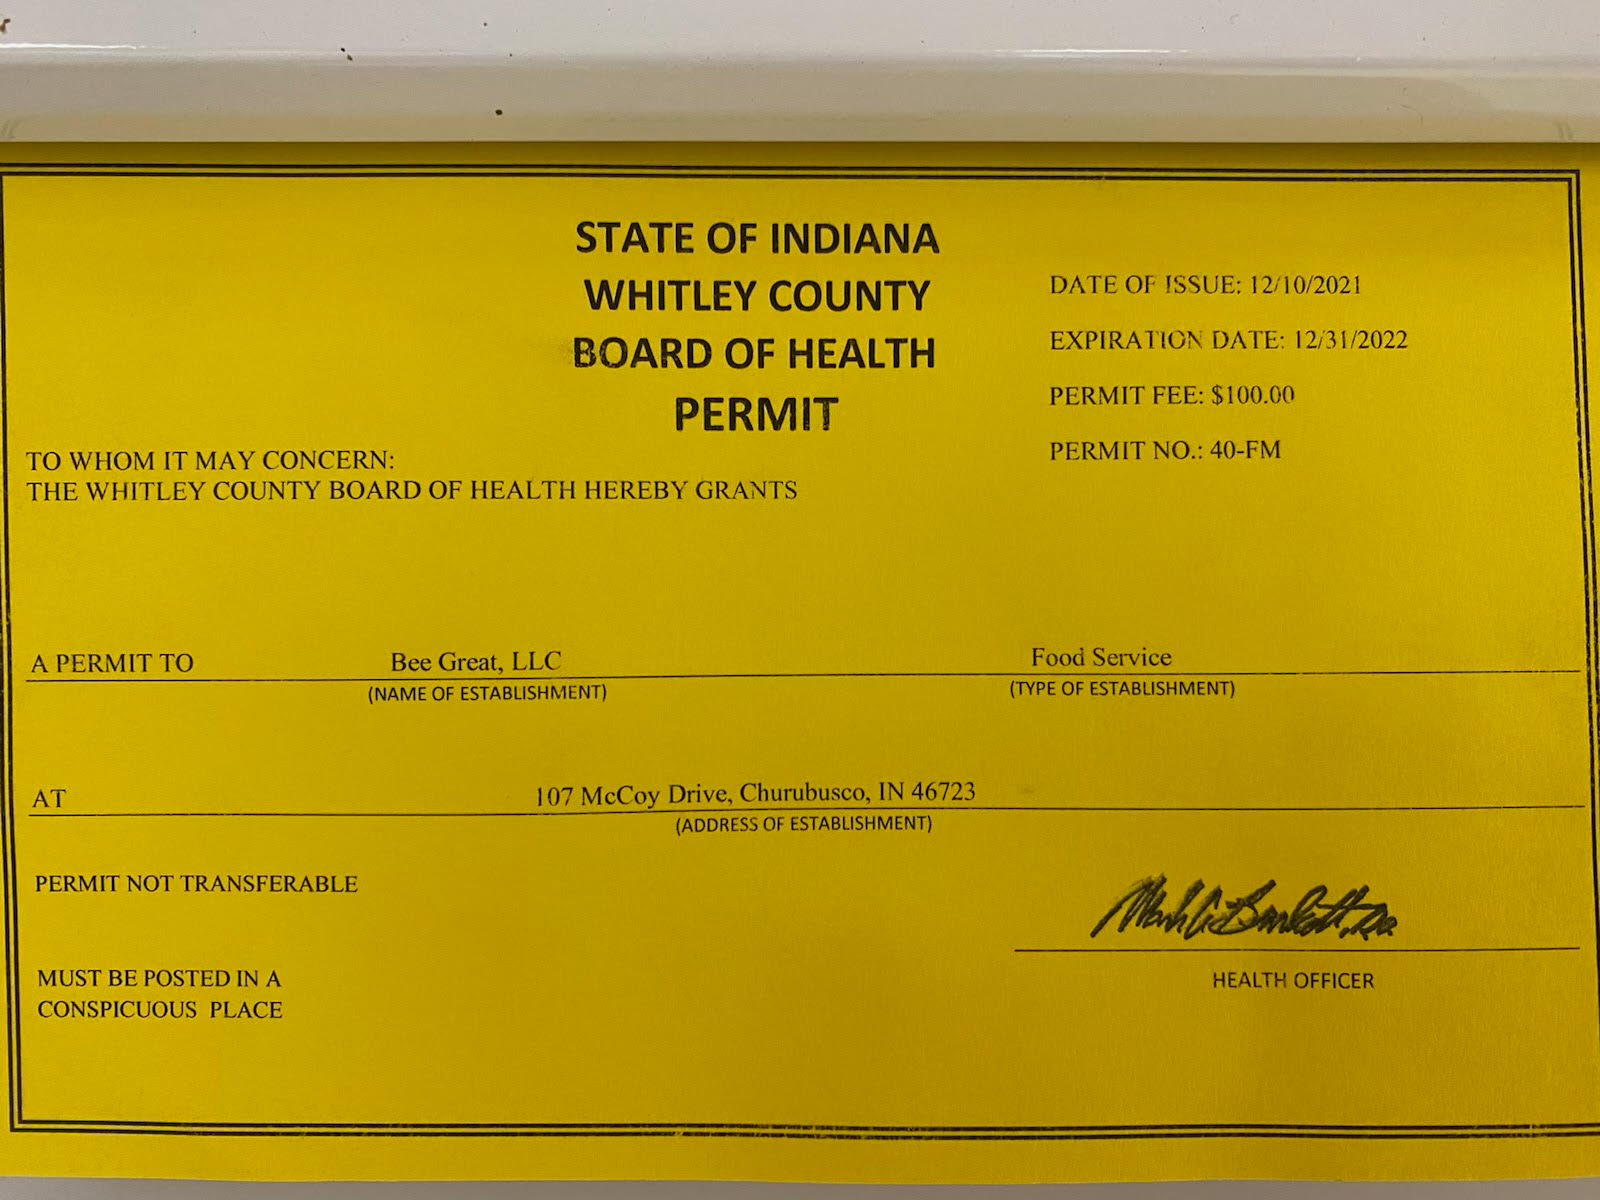 STATE OF INDIANA
WHITLEY COUNTY
BOARD OF HEALTH
PERMIT
DATE OF ISSUE: 12/10/2021
EXPIRATION DATE: 12/31/2022
PERMIT FEE: $100.00
PERMIT NO.: 40-FM
TO WHOM IT MAY CONCERN:
THE WHITLEY COUNTY BOARD OF HEALTH HEREBY GRANTS
A PERMIT TO Bee Great, LLC Food Service
(NAME OF ESTABLISHMENT) (TYPE OF ESTABLISHMENT)
AT 107 McCoy Drive, Churubusco, IN 46723
(ADDRESS OF ESTABLISHMENT)
PERMIT NOT TRANSFERABLE
HEALTH OFFICER
MUST BE POSTED IN A
CONSPICUOUS PLACE